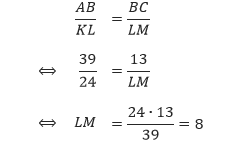 AB/KL = BC/LM
⇔ 39/24 = 13/LM
⇔ LM = 24 · 13/39 = 8